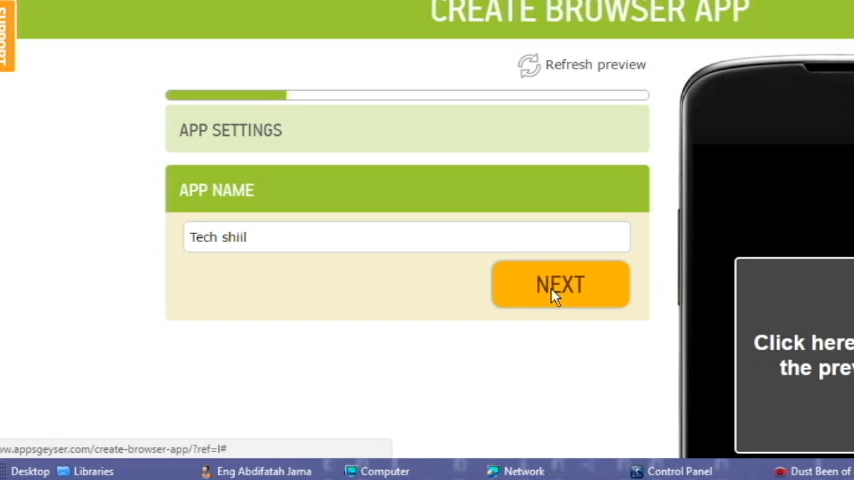 CREATE BROWSER APP
Support
Refresh preview
APP SETTINGS
APP NAME
Tech shiil
NEXT
Click here
the prev
ww.appsgeyser.com/create-browser-app/?ref=l#
Desktop Libraries Eng Abdifatah Jama Computer Network Control Panel Dust Been of